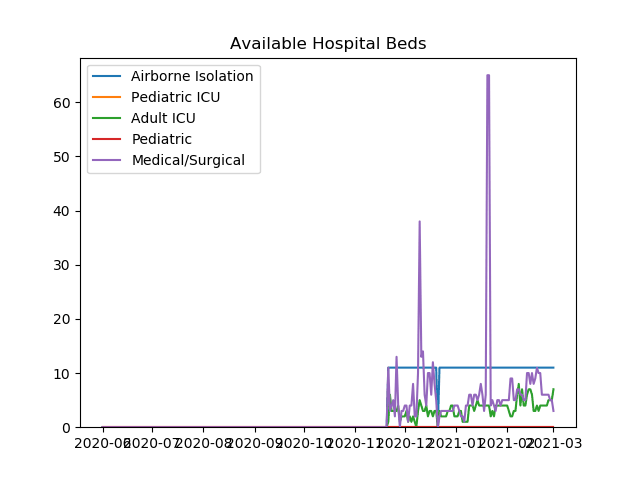 Available Hospital Beds
Airborne Isolation
Pediatric ICU
Adult ICU
Pediatric
Medical/Surgical
60
50
40
30
20
10
0
2020-06 2020-07 2020-08 2020-09 2020-10 2020-11 2020-12 2021-01 2021-02 2021-03